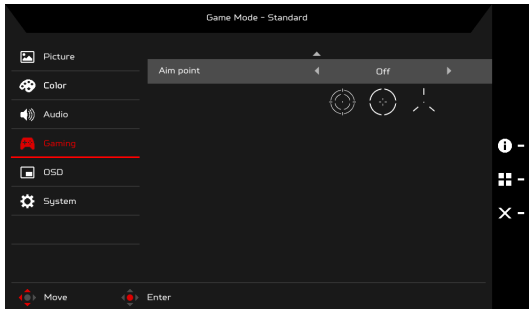 Game Mode - Standard
Picture
Aim point Off
Color
Audio
Gaming
OSD
System
Move Enter